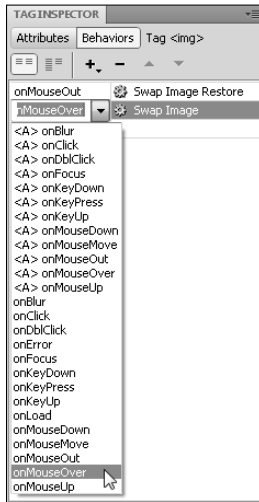 TAG INSPECTOR
Attributes Behaviors Tag <img>
onMouseOut Swap Image Restore
onMouseOver Swap Image
<A> onBlur
<A> onClick
<A> onDblClick
<A> onFocus
<A> onKeyDown
<A> onKeyPress
<A> onKeyUp
<A> onMouseDown
<A> onMouseMove
<A> onMouseOut
<A> onMouseOver
<A> onMouseUp
onBlur
onClick
onDblClick
onError
onFocus
onKeyDown
onKeyPress
onKeyUp
onLoad
onMouseDown
onMouseMove
onMouseOut
onMouseOver
onMouseUp